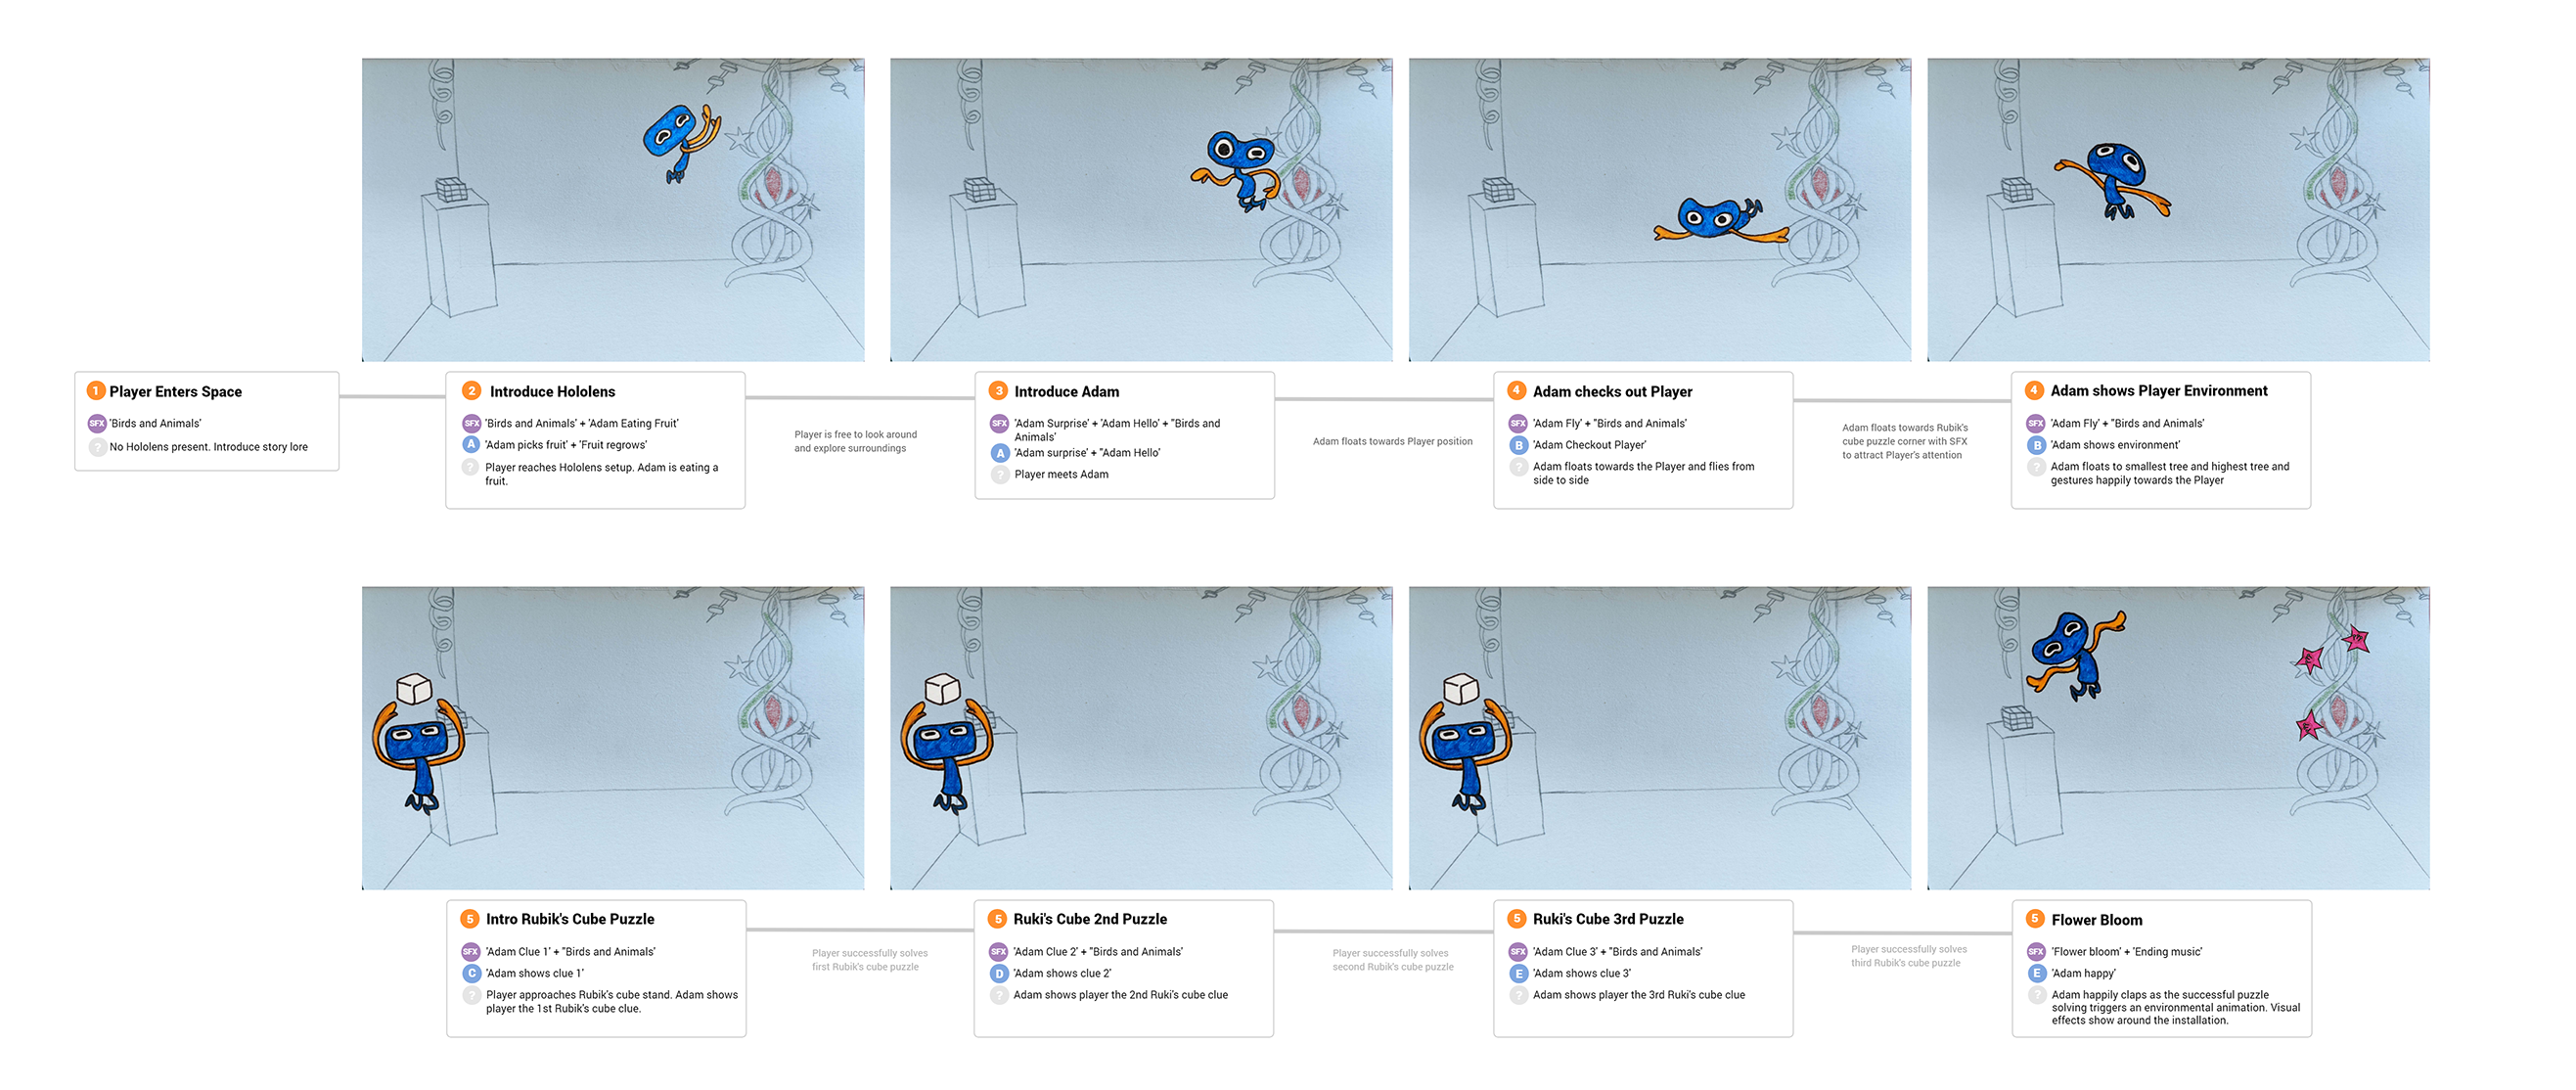 1 Player Enters Space
SFX 'Birds and Animals'
? No Hololens present. Introduce story lore
2 Introduce Hololens
SFX 'Birds and Animals' + 'Adam Eating Fruit'
A 'Adam picks fruit' + 'Fruit regrows'
? Player reaches Hololens setup. Adam is eating a
fruit.
Player is free to look around
and explore surroundings
3 Introduce Adam
SFX 'Adam Surprise' + 'Adam Hello' + "Birds and
Animals'
A 'Adam surprise' + "Adam Hello'
? Player meets Adam
Adam floats towards Player position
4 Adam checks out Player
SFX 'Adam Fly' + "Birds and Animals'
B 'Adam Checkout Player'
? Adam floats towards the Player and flies from
side to side
Adam floats towards Rubik's
cube puzzle corner with SFX
to attract Player's attention
4 Adam shows Player Environment
SFX 'Adam Fly' + "Birds and Animals'
B 'Adam shows environment'
? Adam floats to smallest tree and highest tree and
gestures happily towards the Player
5 Intro Rubik's Cube Puzzle
SFX 'Adam Clue 1' + "Birds and Animals'
C 'Adam shows clue 1'
? Player approaches Rubik's cube stand. Adam shows
player the 1st Rubik's cube clue.
Player successfully solves
first Rubik's cube puzzle
5 Ruki's Cube 2nd Puzzle
SFX 'Adam Clue 2' + "Birds and Animals'
D 'Adam shows clue 2'
? Adam shows player the 2nd Ruki's cube clue
Player successfully solves
second Rubik's cube puzzle
5 Ruki's Cube 3rd Puzzle
SFX 'Adam Clue 3' + "Birds and Animals'
E 'Adam shows clue 3'
? Adam shows player the 3rd Ruki's cube clue
Player successfully solves
third Rubik's cube puzzle
5 Flower Bloom
SFX 'Flower bloom' + 'Ending music'
E 'Adam happy'
? Adam happily claps as the successful puzzle
solving triggers an environmental animation. Visual
effects show around the installation.